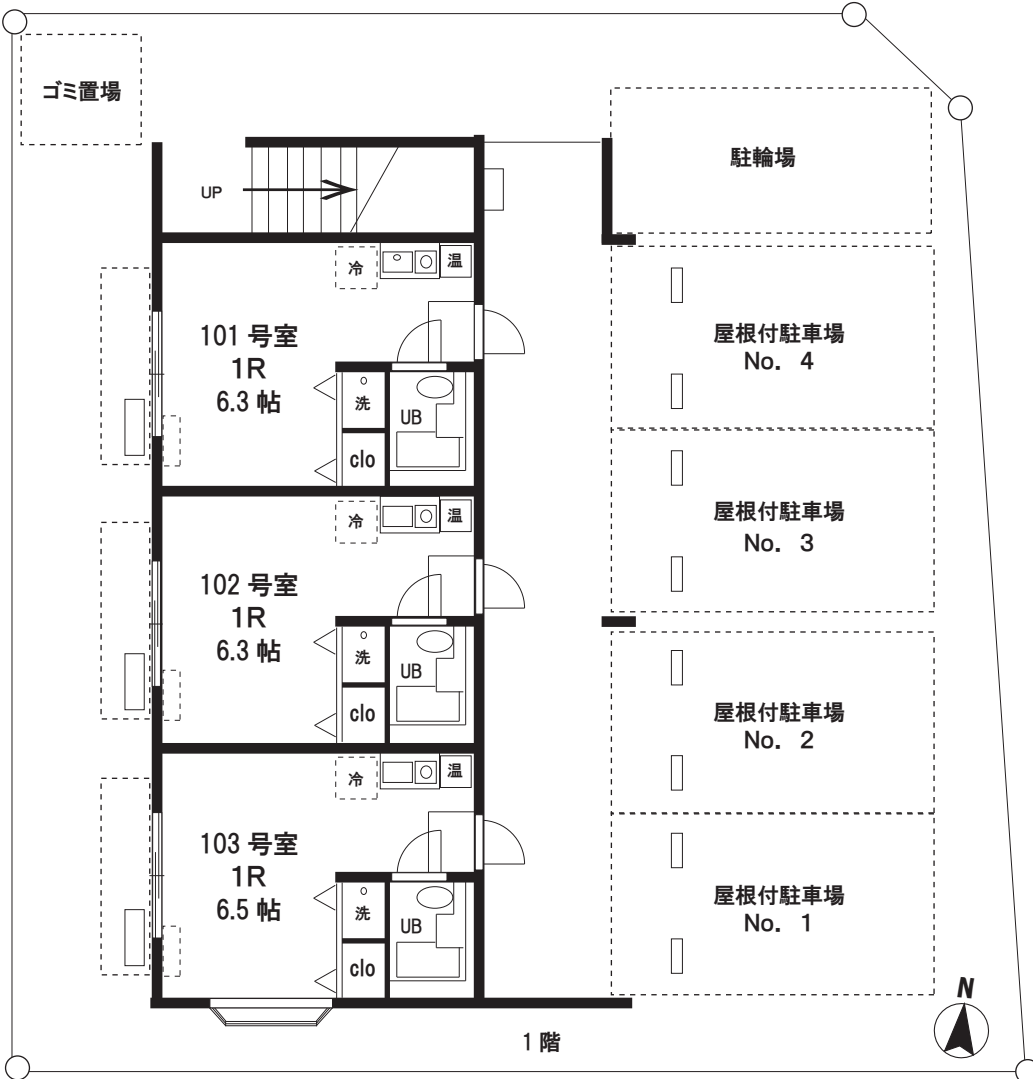 ゴミ置場
駐輪場
UP
冷
温
101 号室
1R
6.3 帖
洗
UB
clo
屋根付駐車場
No. 4
冷
温
102 号室
1R
6.3 帖
洗
UB
clo
屋根付駐車場
No. 3
冷
温
103 号室
1R
6.5 帖
洗
UB
clo
屋根付駐車場
No. 2
屋根付駐車場
No. 1
N
1 階